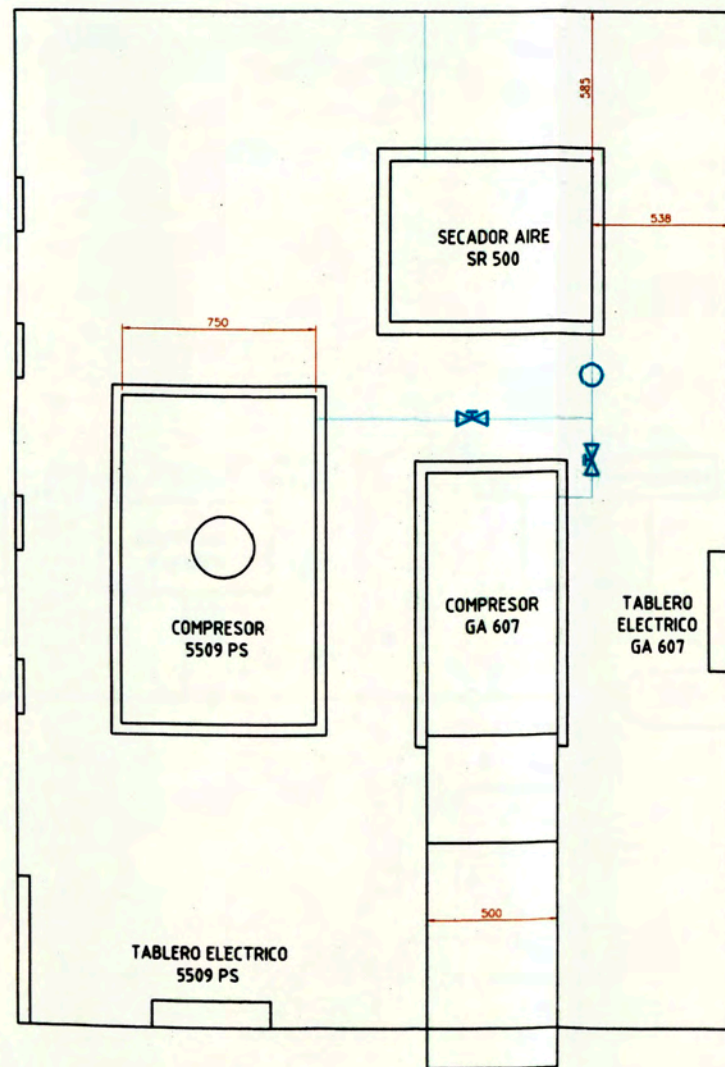 585
SECADOR AIRE
SR 500
538
750
COMPRESOR
5509 PS
COMPRESOR
GA 607
TABLERO
ELECTRICO
GA 607
500
TABLERO ELECTRICO
5509 PS